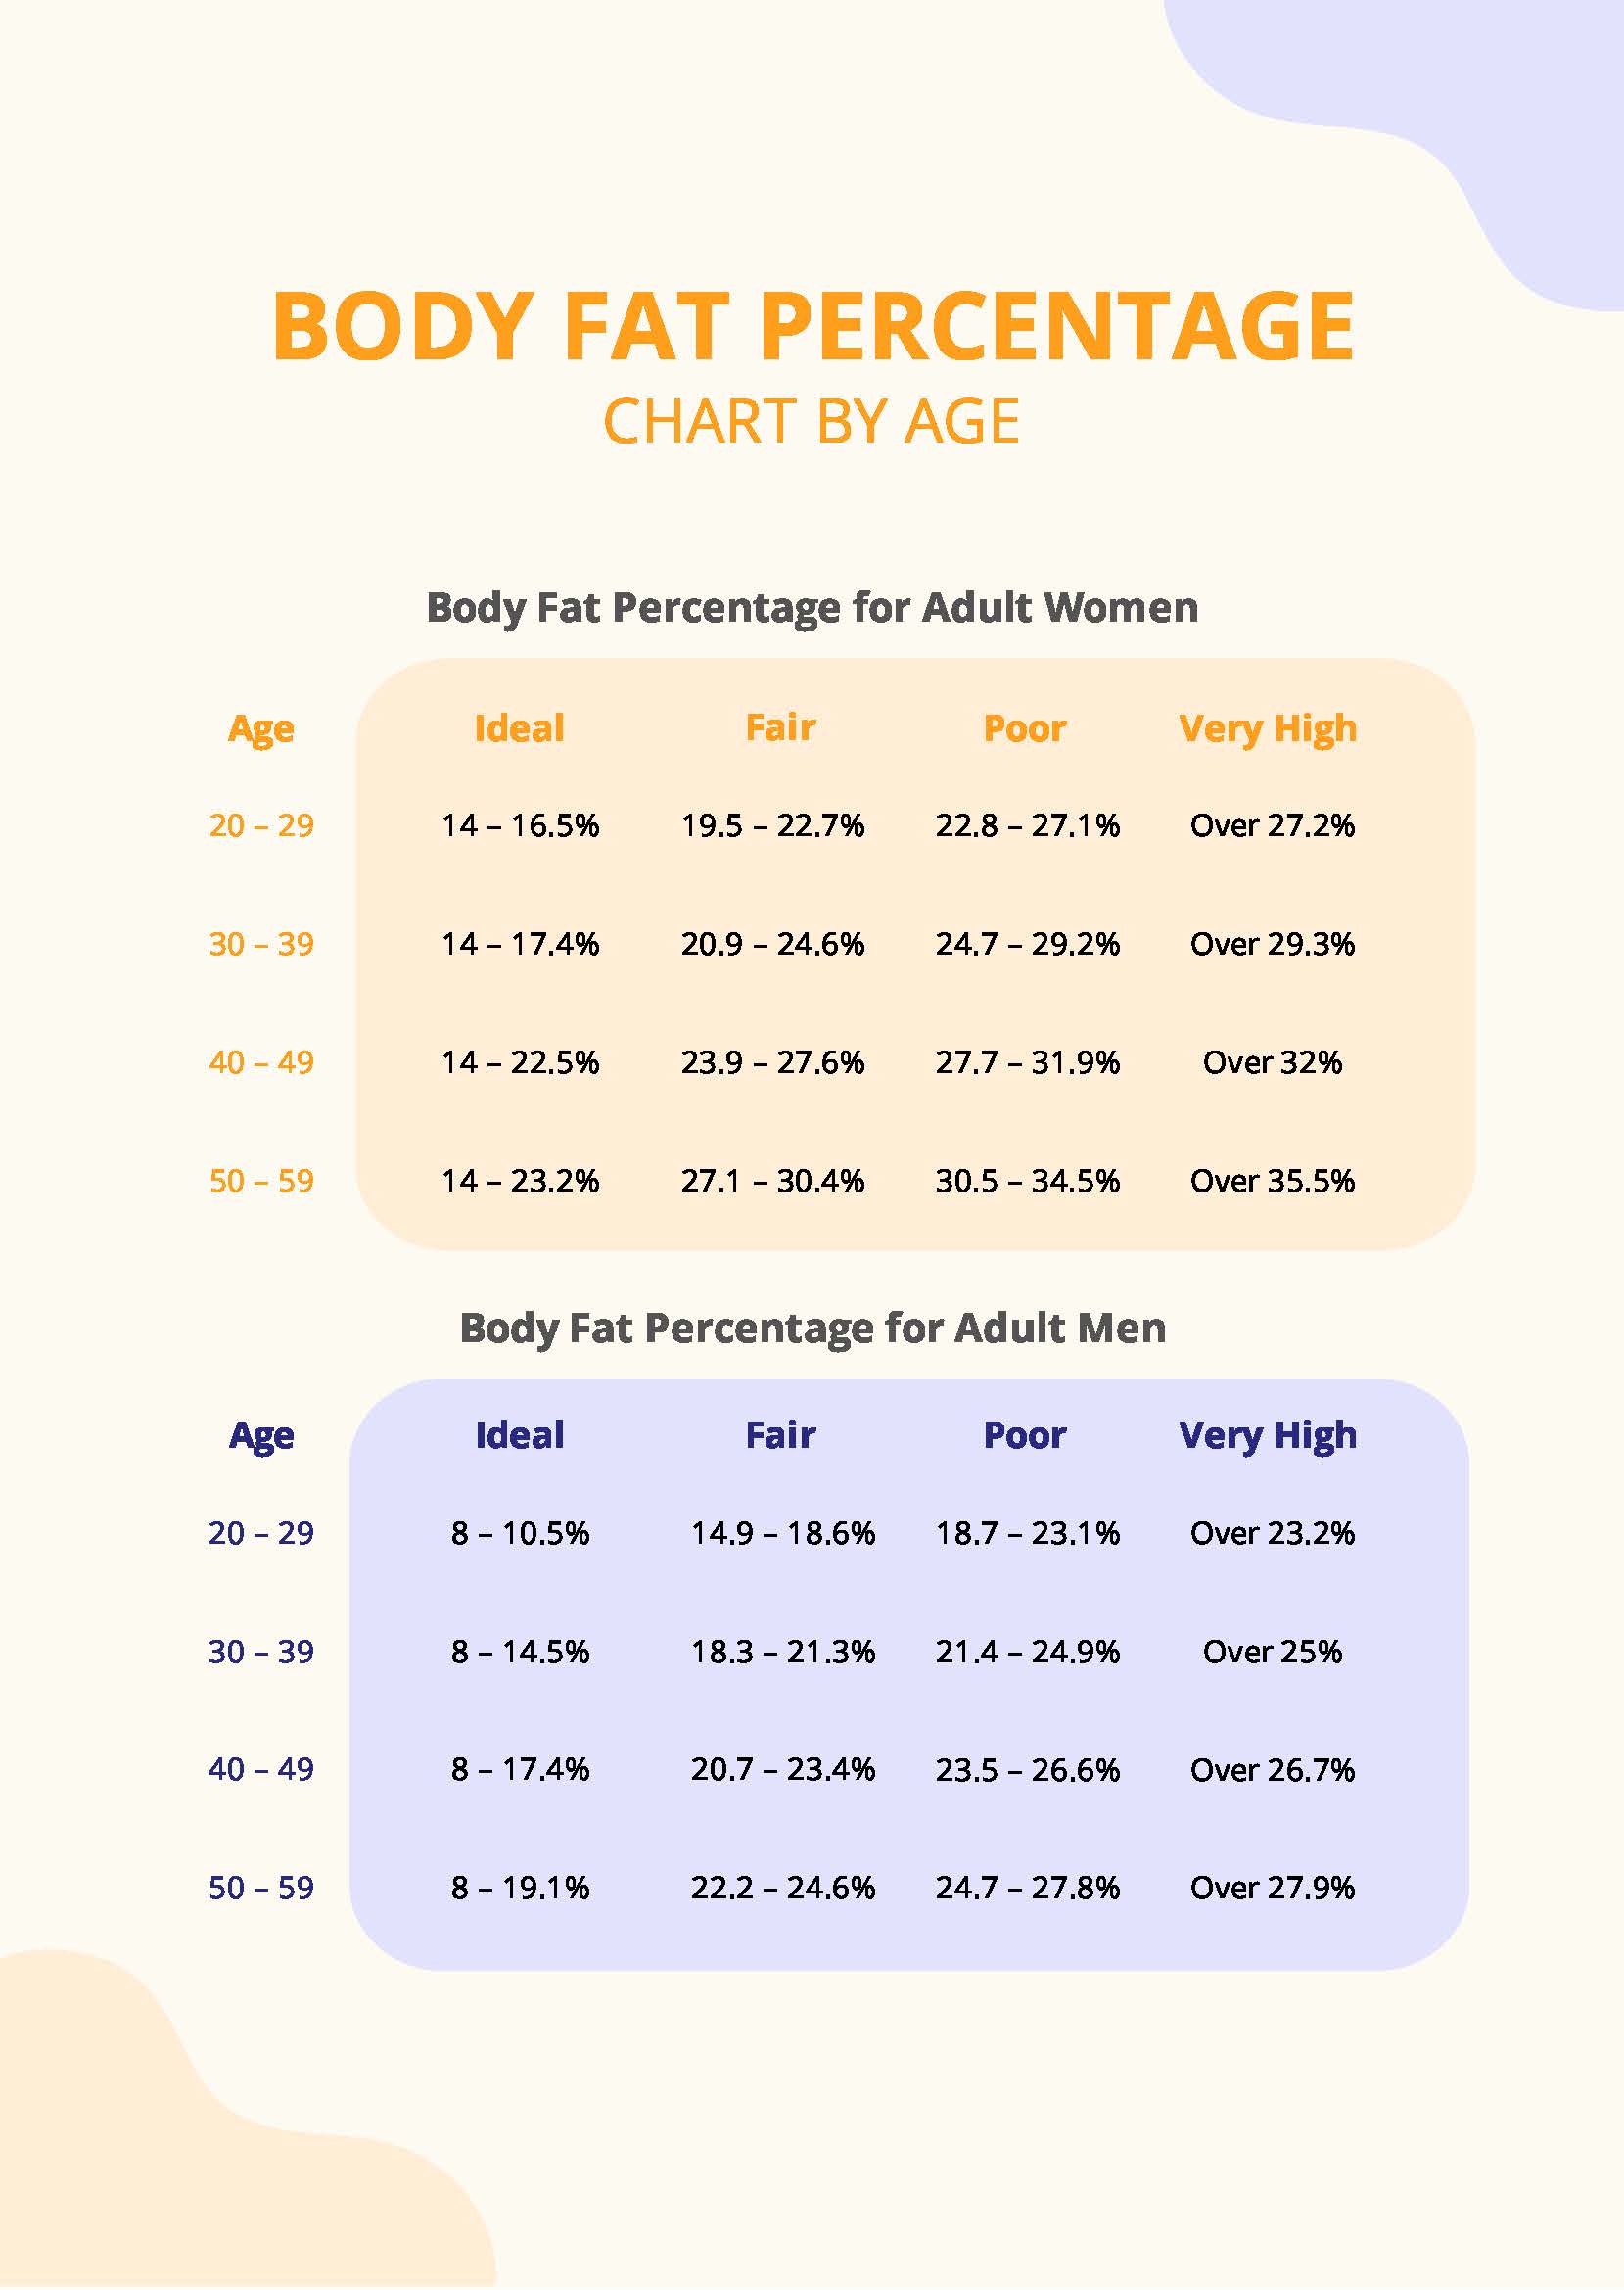 BODY FAT PERCENTAGE
CHART BY AGE
Body Fat Percentage for Adult Women
Age Ideal Fair Poor Very High
20 – 29 14 – 16.5% 19.5 – 22.7% 22.8 – 27.1% Over 27.2%
30 – 39 14 – 17.4% 20.9 – 24.6% 24.7 – 29.2% Over 29.3%
40 – 49 14 – 22.5% 23.9 – 27.6% 27.7 – 31.9% Over 32%
50 – 59 14 – 23.2% 27.1 – 30.4% 30.5 – 34.5% Over 35.5%
Body Fat Percentage for Adult Men
Age Ideal Fair Poor Very High
20 – 29 8 – 10.5% 14.9 – 18.6% 18.7 – 23.1% Over 23.2%
30 – 39 8 – 14.5% 18.3 – 21.3% 21.4 – 24.9% Over 25%
40 – 49 8 – 17.4% 20.7 – 23.4% 23.5 – 26.6% Over 26.7%
50 – 59 8 – 19.1% 22.2 – 24.6% 24.7 – 27.8% Over 27.9%